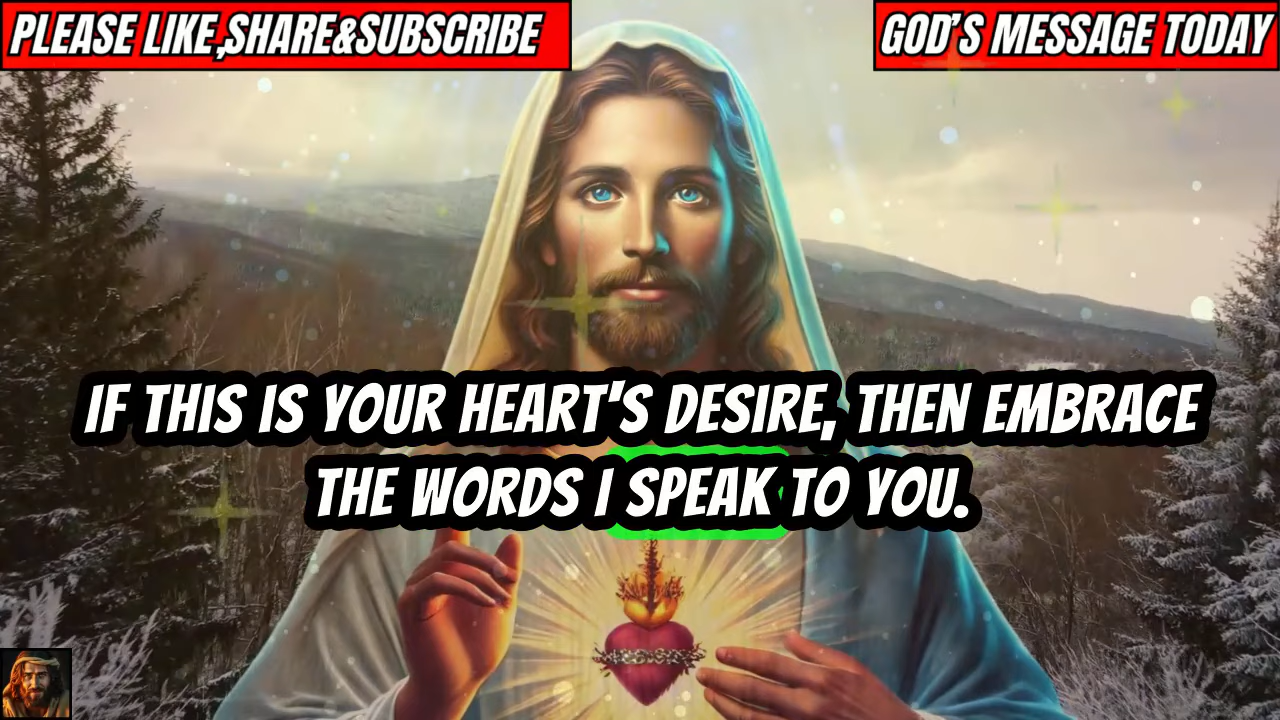 PLEASE LIKE,SHARE&SUBSCRIBE
GOD'S MESSAGE TODAY
IF THIS IS YOUR HEART'S DESIRE, THEN EMBRACE
THE WORDS I SPEAK TO YOU.